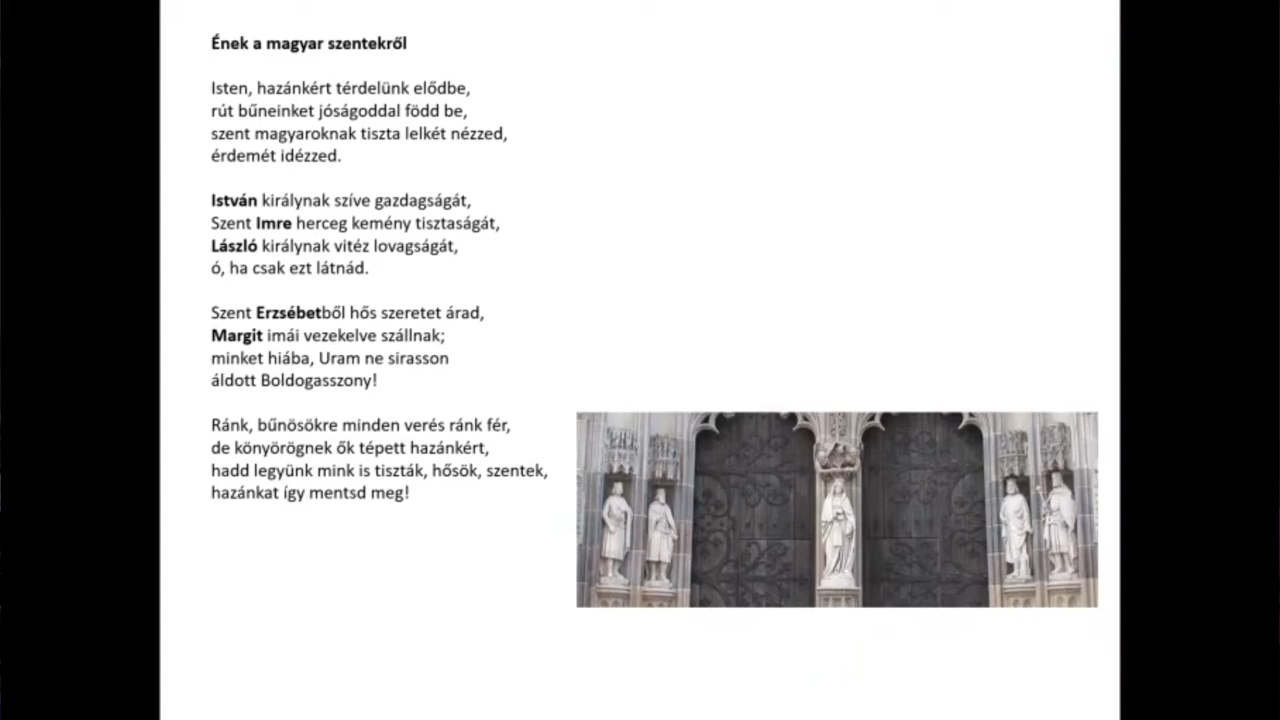 Ének a magyar szentekről
Isten, hazánkért térdelünk elődbe,
rút bűneinket jóságoddal född be,
szent magyaroknak tiszta lelkét nézzed,
érdemét idézzed.
István királynak szíve gazdagságát,
Szent Imre herceg kemény tisztaságát,
László királynak vitéz lovagságát,
ó, ha csak ezt látnád.
Szent Erzsébetből hős szeretet árad,
Margit imái vezekelve szállnak;
minket hiába, Uram ne sirasson
áldott Boldogasszony!
Ránk, bűnösökre minden verés ránk fér,
de könyörögnek ők tépett hazánkért,
hadd legyünk mink is tiszták, hősök, szentek,
hazánkat így mentsd meg!